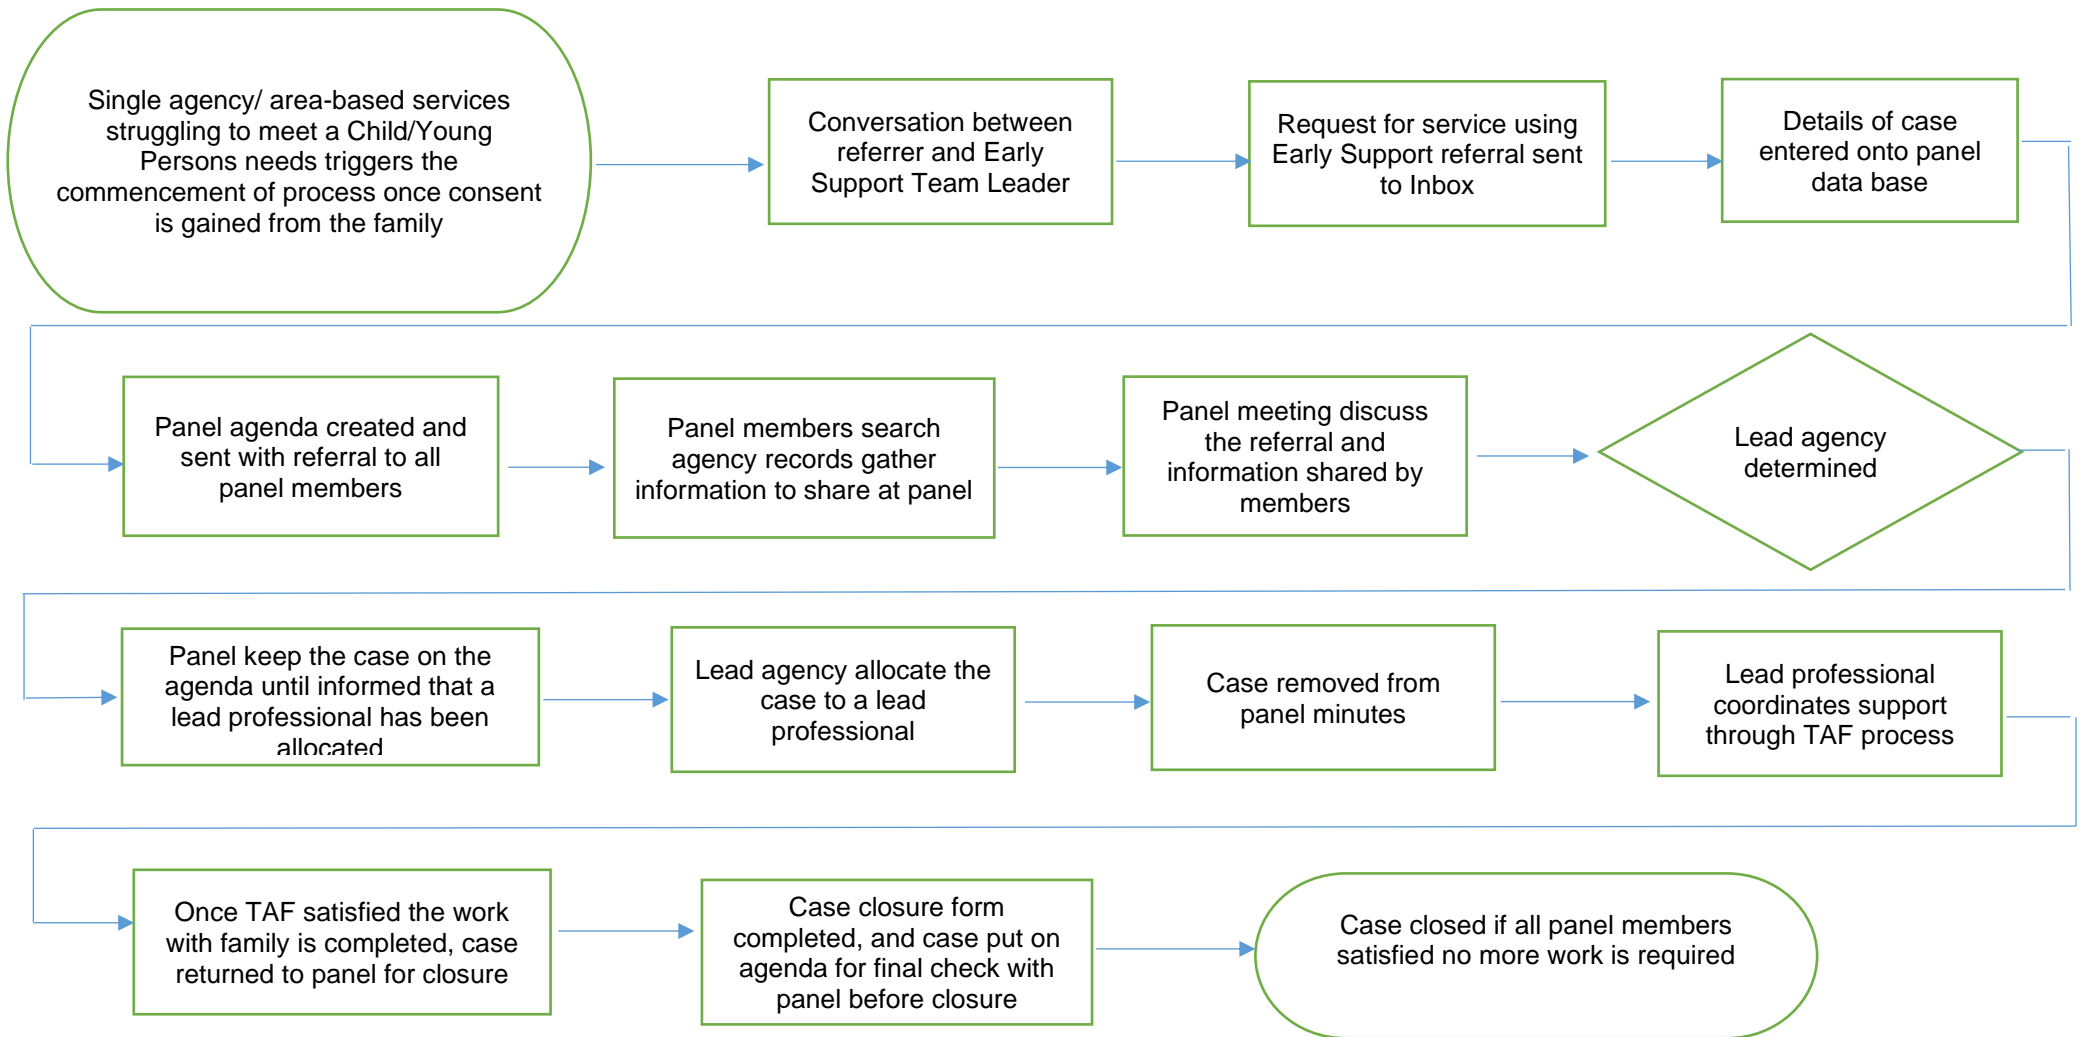 Single agency/ area-based services
struggling to meet a Child/Young
Persons needs triggers the
commencement of process once consent
is gained from the family
Conversation between
referrer and Early
Support Team Leader
Request for service using
Early Support referral sent
to Inbox
Details of case
entered onto panel
data base
Panel agenda created and
sent with referral to all
panel members
Panel members search
agency records gather
information to share at panel
Panel meeting discuss
the referral and
information shared by
members
Lead agency
determined
Panel keep the case on the
agenda until informed that a
lead professional has been
allocated
Lead agency allocate the
case to a lead
professional
Case removed from
panel minutes
Lead professional
coordinates support
through TAF process
Once TAF satisfied the work
with family is completed, case
returned to panel for closure
Case closure form
completed, and case put on
agenda for final check with
panel before closure
Case closed if all panel members
satisfied no more work is required